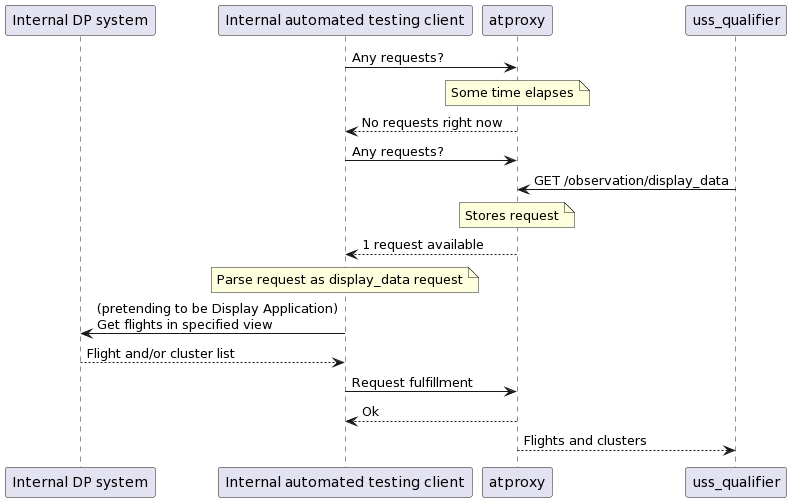 Internal DP system
Internal automated testing client
atproxy
uss_qualifier
Any requests?
Some time elapses
No requests right now
Any requests?
GET /observation/display_data
Stores request
1 request available
Parse request as display_data request
(pretending to be Display Application)
Get flights in specified view
Flight and/or cluster list
Request fulfillment
Ok
Flights and clusters
Internal DP system
Internal automated testing client
atproxy
uss_qualifier